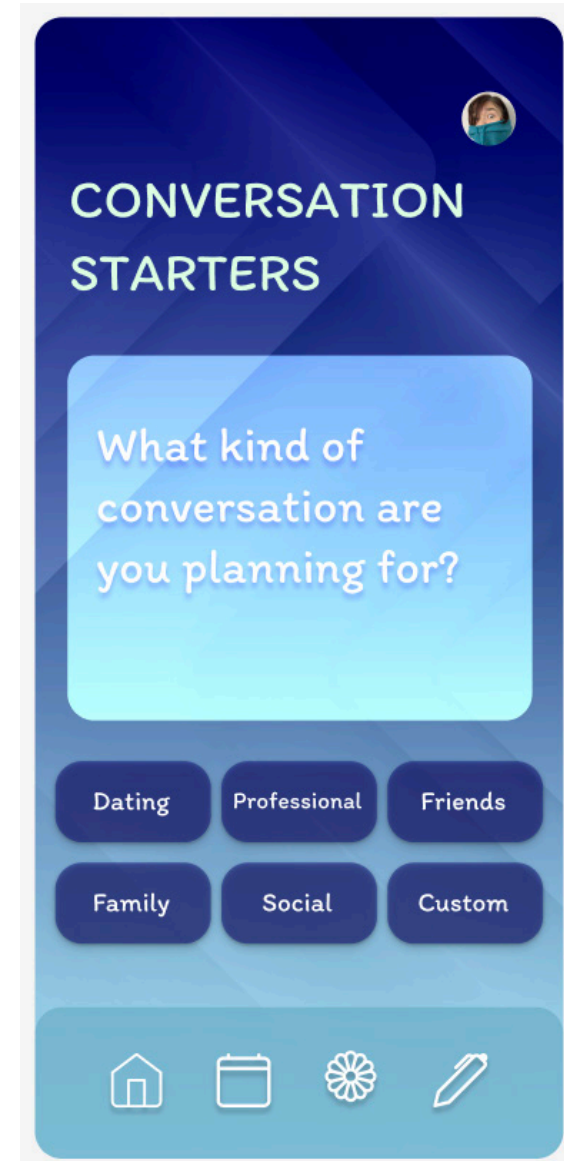 CONVERSATION
STARTERS
What kind of
conversation are
you planning for?
Dating
Professional
Friends
Family
Social
Custom